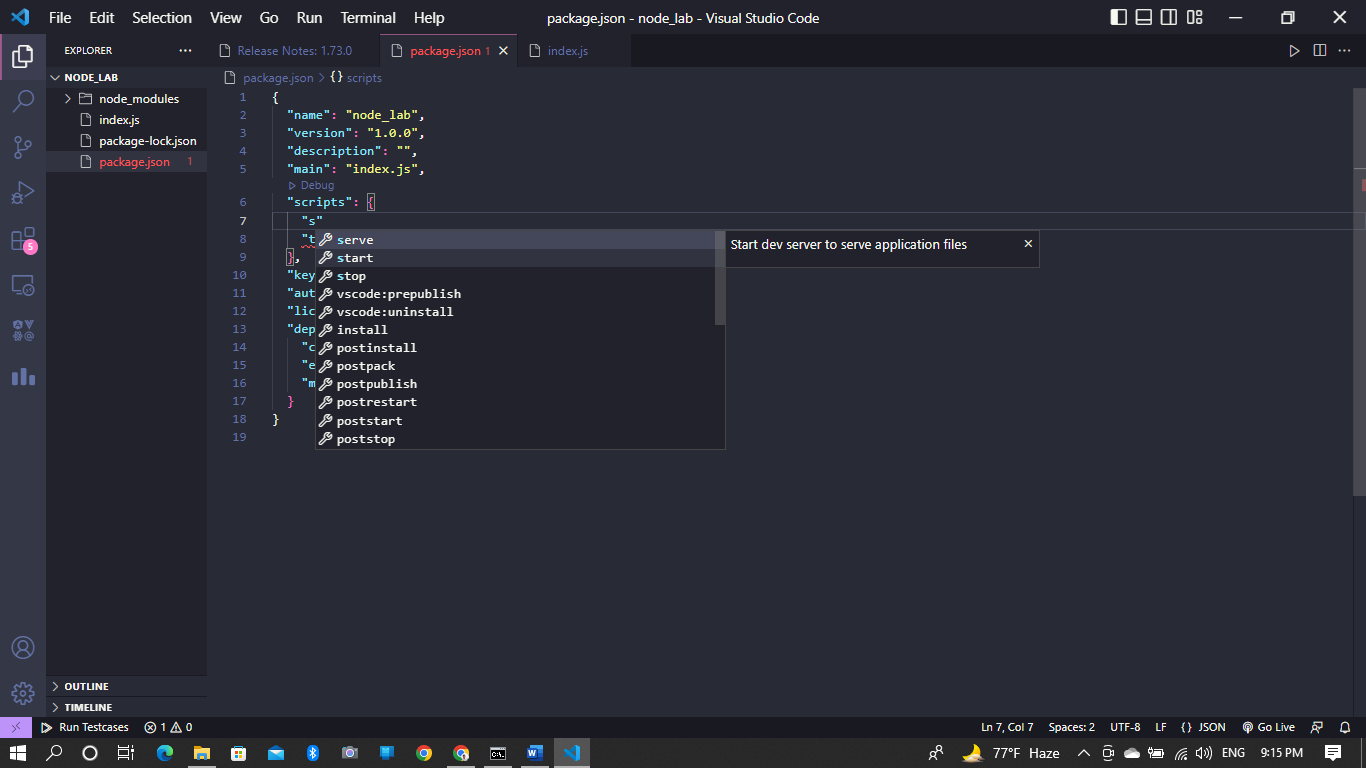 File Edit Selection View Go Run Terminal Help
package.json - node_lab - Visual Studio Code
EXPLORER
Release Notes: 1.73.0
package.json 1
index.js
NODE_LAB
node_modules
index.js
package-lock.json
package.json 1
package.json > {} scripts
1 {
2 "name": "node_lab",
3 "version": "1.0.0",
4 "description": "",
5 "main": "index.js",
Debug
6 "scripts": {
7 "s"
8 "t
9 },
10 "key
11 "aut
12 "lic
13 "dep
14 "c
15 "e
16 "m
17 }
18 }
19
serve
start
stop
vscode:prepublish
vscode:uninstall
install
postinstall
postpack
postpublish
postrestart
poststart
poststop
Start dev server to serve application files
5
OUTLINE
TIMELINE
Run Testcases 1 0
Ln 7, Col 7 Spaces: 2 UTF-8 LF {} JSON Go Live
77°F Haze ENG 9:15 PM